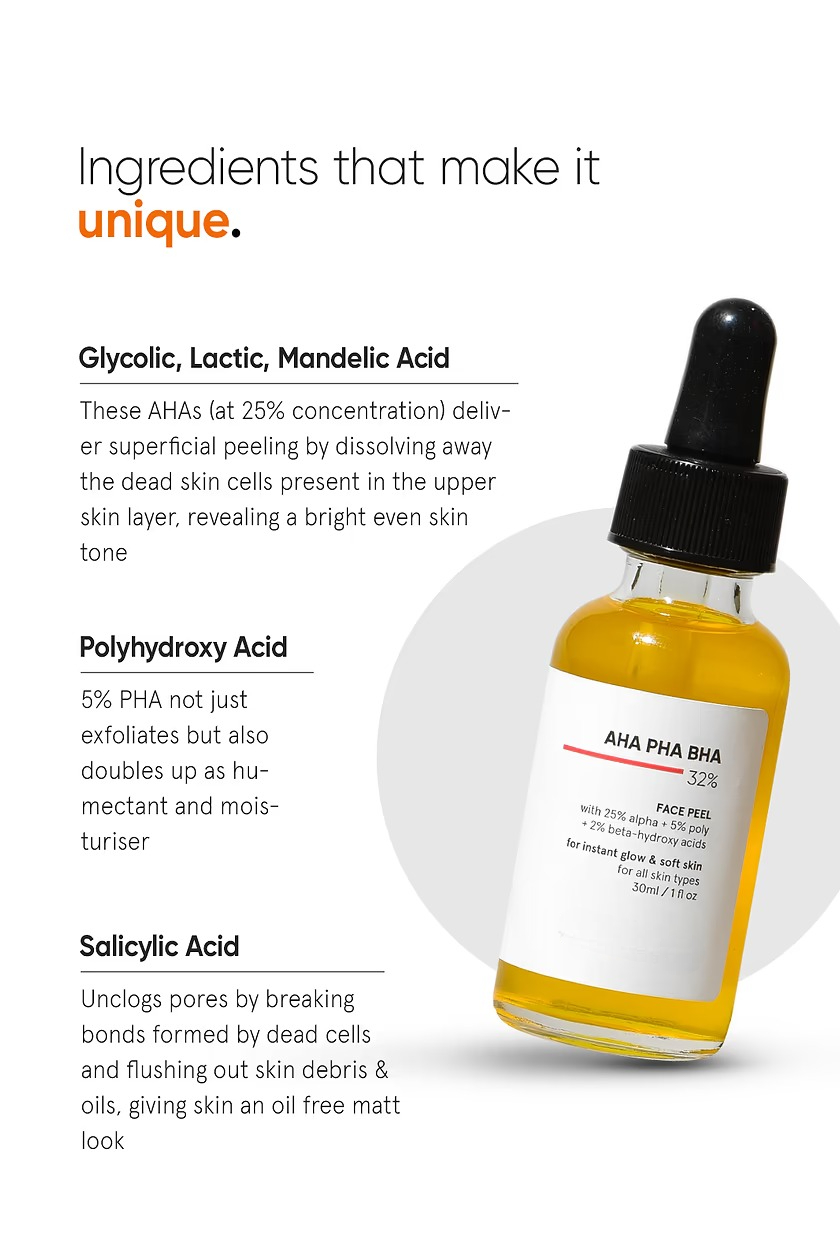 Ingredients that make it
unique.
Glycolic, Lactic, Mandelic Acid
These AHAs (at 25% concentration) deliv-
er superficial peeling by dissolving away
the dead skin cells present in the upper
skin layer, revealing a bright even skin
tone
Polyhydroxy Acid
5% PHA not just
exfoliates but also
doubles up as hu-
mectant and mois-
turiser
Salicylic Acid
Unclogs pores by breaking
bonds formed by dead cells
and flushing out skin debris &
oils, giving skin an oil free matt
look
AHA PHA BHA
32%
FACE PEEL
with 25% alpha + 5% poly
+ 2% beta-hydroxy acids
for instant glow & soft skin
for all skin types
30ml / 1 fl oz